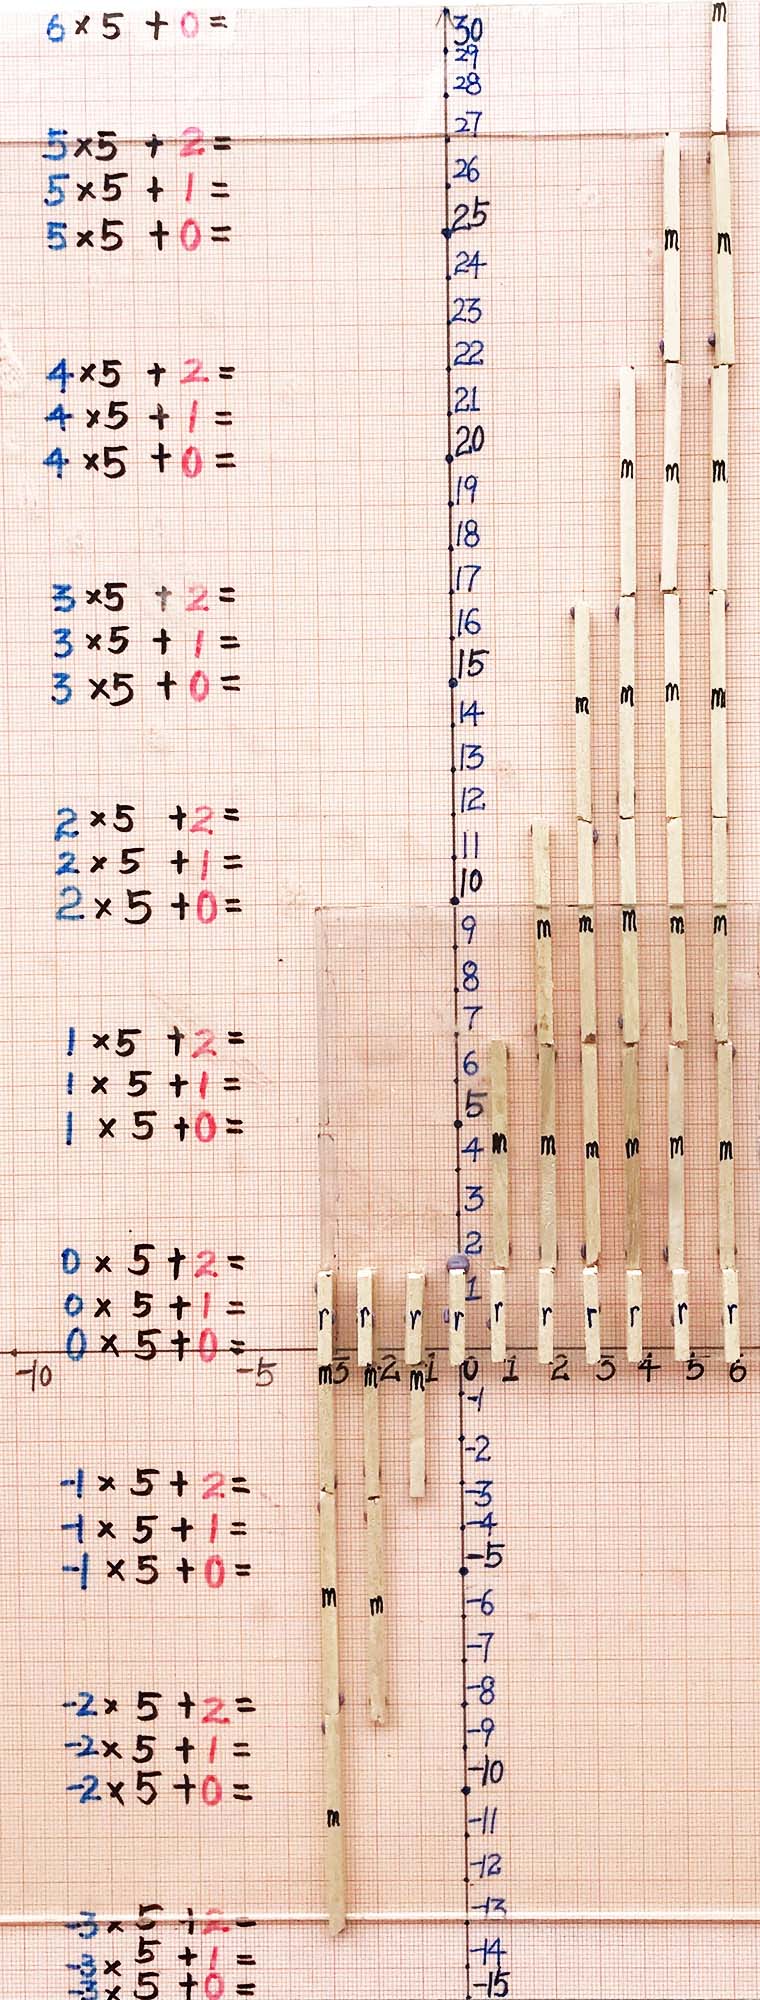 6 × 5 + 0 =
5 × 5 + 2 =
5 × 5 + 1 =
5 × 5 + 0 =
4 × 5 + 2 =
4 × 5 + 1 =
4 × 5 + 0 =
3 × 5 + 2 =
3 × 5 + 1 =
3 × 5 + 0 =
2 × 5 + 2 =
2 × 5 + 1 =
2 × 5 + 0 =
1 × 5 + 2 =
1 × 5 + 1 =
1 × 5 + 0 =
0 × 5 + 2 =
0 × 5 + 1 =
0 × 5 + 0 =
-1 × 5 + 2 =
-1 × 5 + 1 =
-1 × 5 + 0 =
-2 × 5 + 2 =
-2 × 5 + 1 =
-2 × 5 + 0 =
-3 × 5 + 2 =
-3 × 5 + 1 =
-3 × 5 + 0 =
30
29
28
27
26
25
24
23
22
21
20
19
18
17
16
15
14
13
12
11
10
9
8
7
6
5
4
3
2
1
-10 -5 3 -2 1 0 1 2 3 4 5 6
-1
-2
-3
-4
-5
-6
-7
-8
-9
-10
-11
-12
-13
-14
-15
m
m m
m m m
m m m m
m m m m m
m m m m m m
r r r r r r r r r r
m m m
m m
m